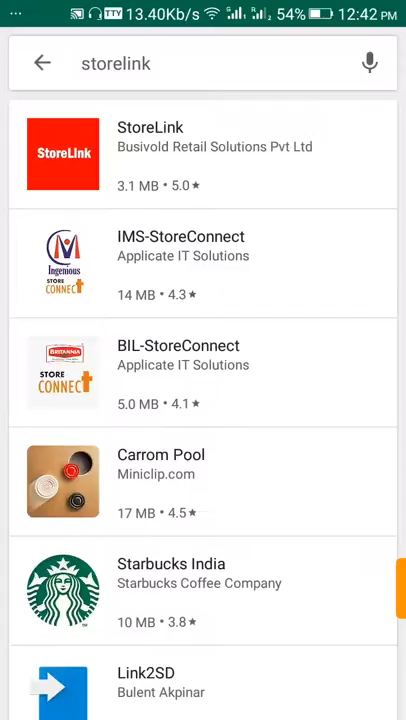 ... TTY 13.40Kb/s 54% 12:42 PM
storelink
StoreLink
StoreLink
Busivold Retail Solutions Pvt Ltd
3.1 MB • 5.0★
Ingenious
STORE
CONNECT
IMS-StoreConnect
Applicate IT Solutions
14 MB • 4.3★
BRITANNIA
STORE
CONNECT
BIL-StoreConnect
Applicate IT Solutions
5.0 MB • 4.1★
Carrom Pool
Miniclip.com
17 MB • 4.5★
Starbucks India
Starbucks Coffee Company
10 MB • 3.8★
Link2SD
Bulent Akpinar